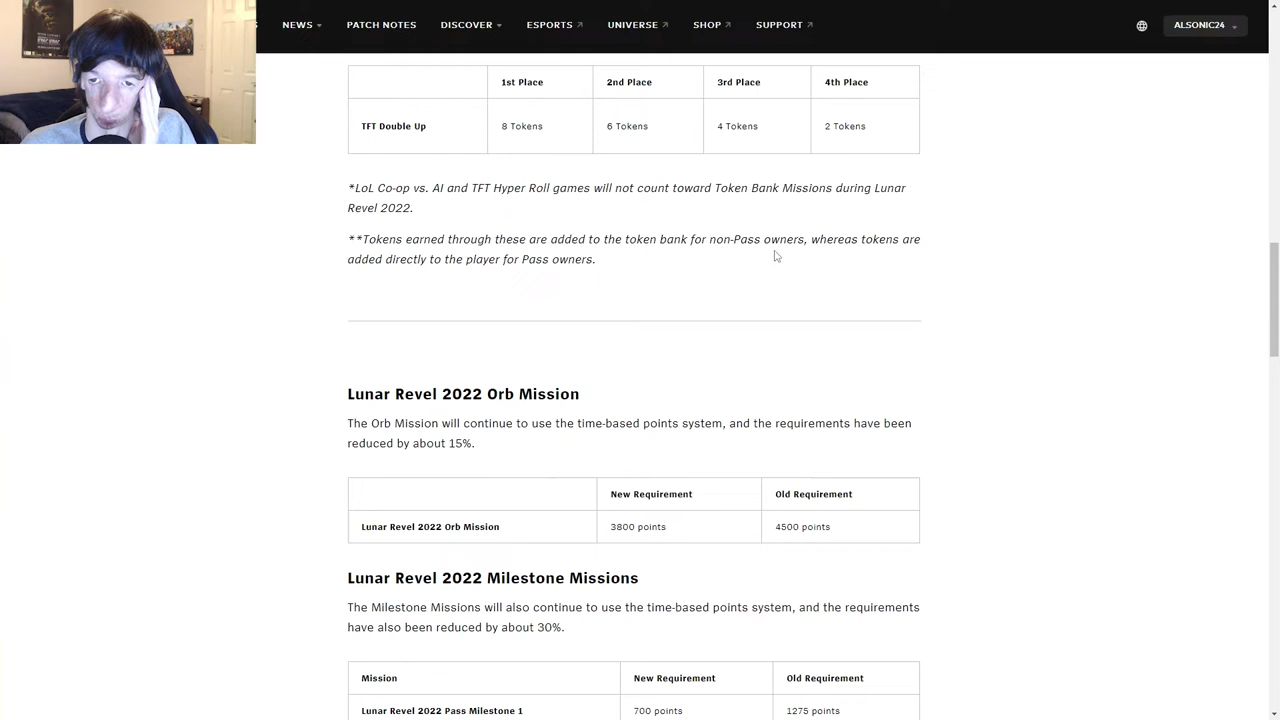 NEWS PATCH NOTES DISCOVER ESPORTS UNIVERSE SHOP SUPPORT ALSONIC24
1st Place 2nd Place 3rd Place 4th Place
TFT Double Up 8 Tokens 6 Tokens 4 Tokens 2 Tokens
*LoL Co-op vs. AI and TFT Hyper Roll games will not count toward Token Bank Missions during Lunar
Revel 2022.
**Tokens earned through these are added to the token bank for non-Pass owners, whereas tokens are
added directly to the player for Pass owners.
Lunar Revel 2022 Orb Mission
The Orb Mission will continue to use the time-based points system, and the requirements have been
reduced by about 15%.
New Requirement Old Requirement
Lunar Revel 2022 Orb Mission 3800 points 4500 points
Lunar Revel 2022 Milestone Missions
The Milestone Missions will also continue to use the time-based points system, and the requirements
have also been reduced by about 30%.
Mission New Requirement Old Requirement
Lunar Revel 2022 Pass Milestone 1 700 points 1275 points